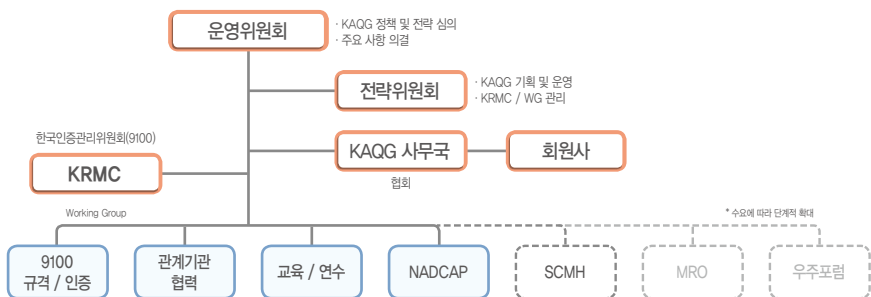 운영위원회
· KAQG 정책 및 전략 심의
· 주요 사항 의결
전략위원회
· KAQG 기획 및 운영
· KRMC / WG 관리
한국인증관리위원회(9100)
KRMC
KAQG 사무국
협회
회원사
Working Group
* 수요에 따라 단계적 확대
9100
규격 / 인증
관계기관
협력
교육 / 연수
NADCAP
SCMH
MRO
우주포럼